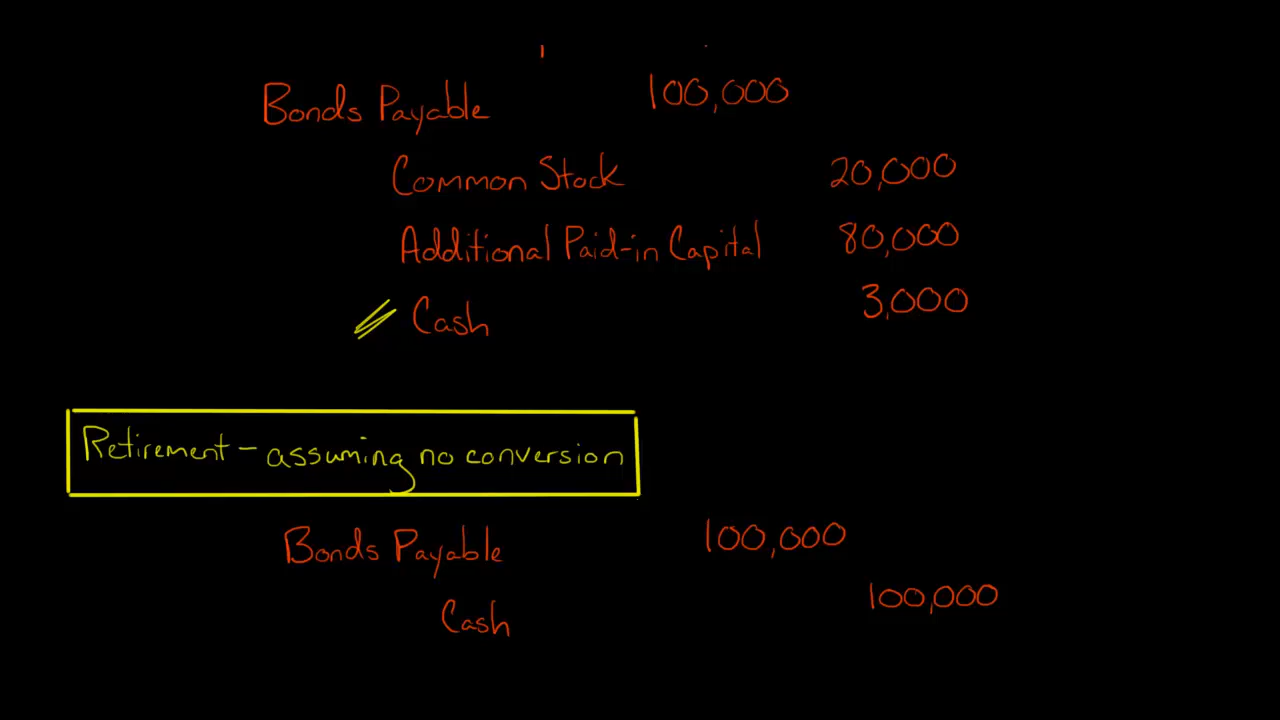 Bonds Payable 100,000
Common Stock 20,000
Additional Paid-in Capital 80,000
Cash 3,000
Retirement - assuming no conversion
Bonds Payable 100,000
Cash 100,000